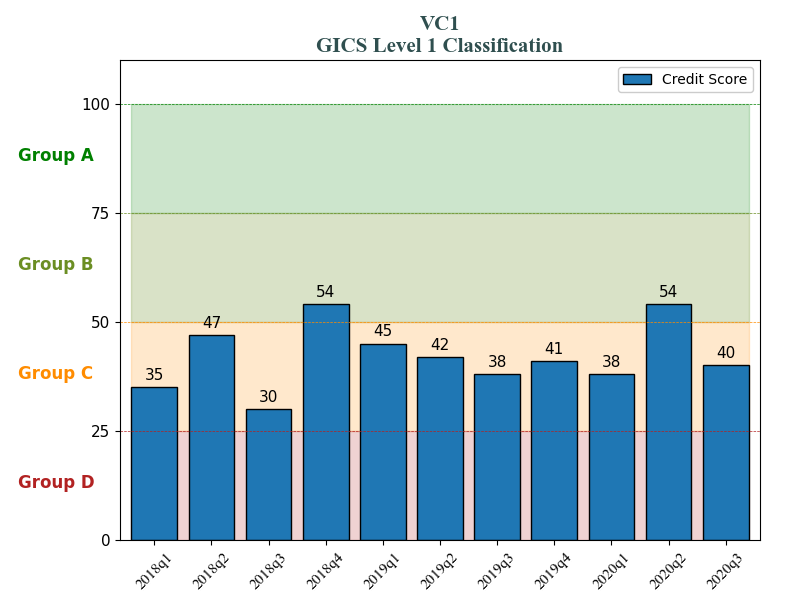 VC1
GICS Level 1 Classification
Credit Score
100
Group A
75
Group B
54
54
50
47
45
42
41
40
38
38
35
Group C
30
25
Group D
0
2018q1
2018q2
2018q3
2018q4
2019q1
2019q2
2019q3
2019q4
2020q1
2020q2
2020q3